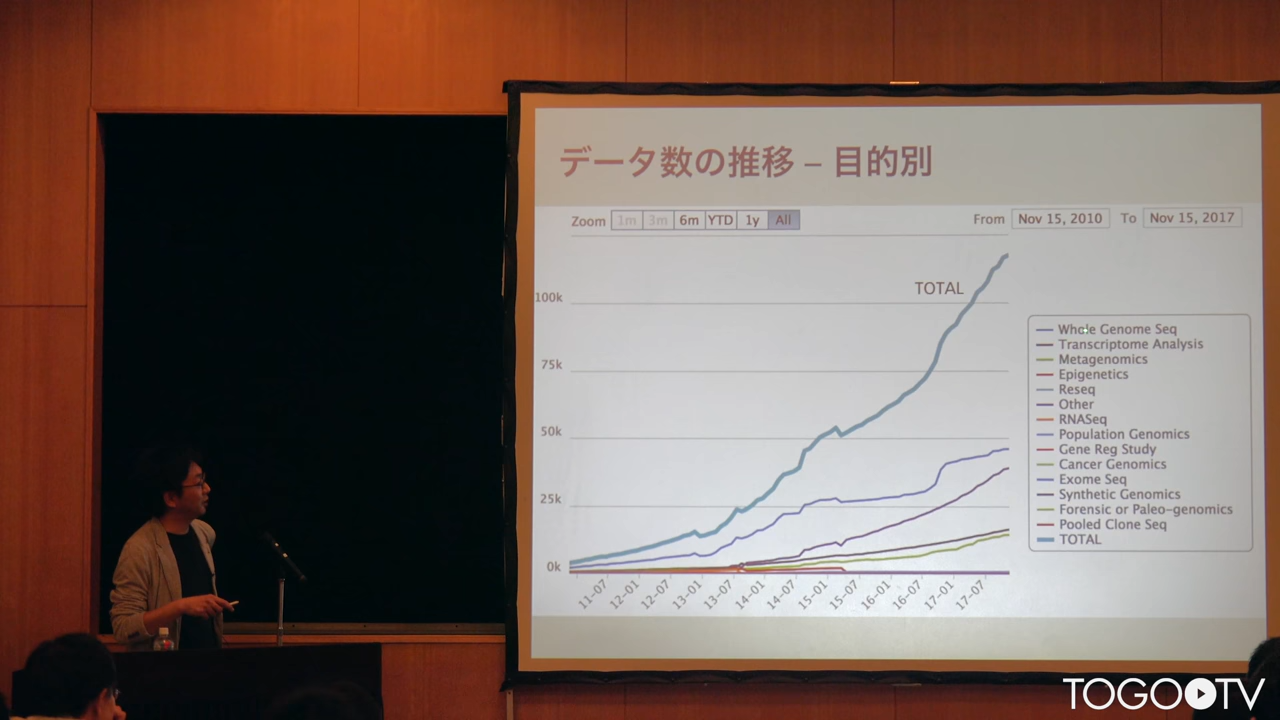 データ数の推移 – 目的別
Zoom 1m 3m 6m YTD 1y All
From Nov 15, 2010 To Nov 15, 2017
TOTAL
100k
75k
50k
25k
0k
11-07 12-01 12-07 13-01 13-07 14-01 14-07 15-01 15-07 16-01 16-07 17-01 17-07
Whole Genome Seq
Transcriptome Analysis
Metagenomics
Epigenetics
Reseq
Other
RNASeq
Population Genomics
Gene Reg Study
Cancer Genomics
Exome Seq
Synthetic Genomics
Forensic or Paleo-genomics
Pooled Clone Seq
TOTAL
TOGOTV